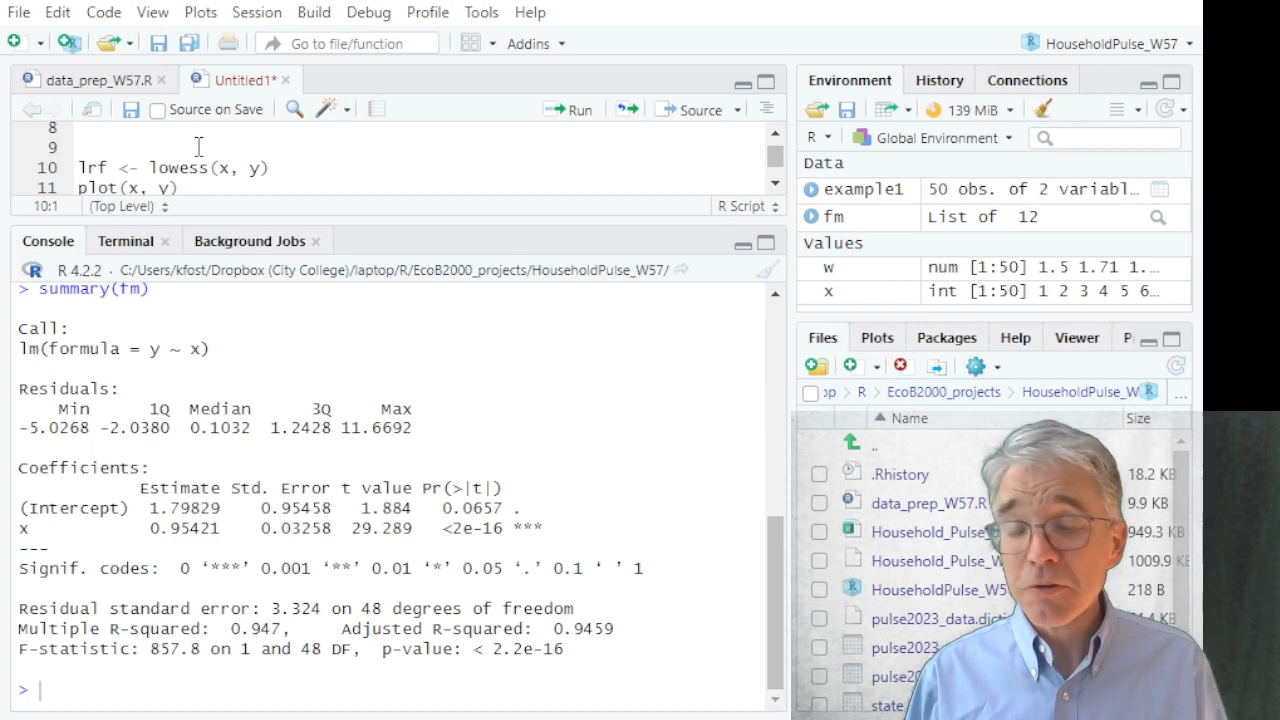 File Edit Code View Plots Session Build Debug Profile Tools Help
Go to file/function Addins HouseholdPulse_W57
data_prep_W57.R Untitled1*
Source on Save Run Source
8
9
10 lrf <- lowess(x, y)
11 plot(x, y)
10:1 (Top Level) R Script
Console Terminal Background Jobs
R 4.2.2 · C:/Users/kfost/Dropbox (City College)/laptop/R/EcoB2000_projects/HouseholdPulse_W57/
> summary(fm)
Call:
lm(formula = y ~ x)
Residuals:
Min 1Q Median 3Q Max
-5.0268 -2.0380 0.1032 1.2428 11.6692
Coefficients:
Estimate Std. Error t value Pr(>|t|)
(Intercept) 1.79829 0.95458 1.884 0.0657 .
x 0.95421 0.03258 29.289 <2e-16 ***
---
Signif. codes: 0 ‘***’ 0.001 ‘**’ 0.01 ‘*’ 0.05 ‘.’ 0.1 ‘ ’ 1
Residual standard error: 3.324 on 48 degrees of freedom
Multiple R-squared: 0.947, Adjusted R-squared: 0.9459
F-statistic: 857.8 on 1 and 48 DF, p-value: < 2.2e-16
>
Environment History Connections
139 MiB
R Global Environment
Data
example1 50 obs. of 2 variabl...
fm List of 12
Values
w num [1:50] 1.5 1.71 1....
x int [1:50] 1 2 3 4 5 6...
Files Plots Packages Help Viewer P
op > R > EcoB2000_projects > HouseholdPulse_W ...
Name Size
..
.Rhistory 18.2 KB
data_prep_W57.R 9.9 KB
Household_Pulse_ 949.3 KB
Household_Pulse_W 1009.9 KB
HouseholdPulse_W5 218 B
pulse2023_data.dicti KB
pulse2023
pulse20
state